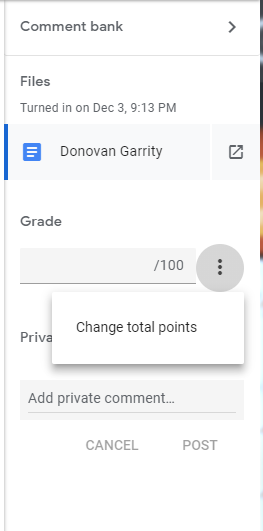 Comment bank
Files
Turned in on Dec 3, 9:13 PM
Donovan Garrity
Grade
/100
Change total points
Priva
Add private comment...
CANCEL POST